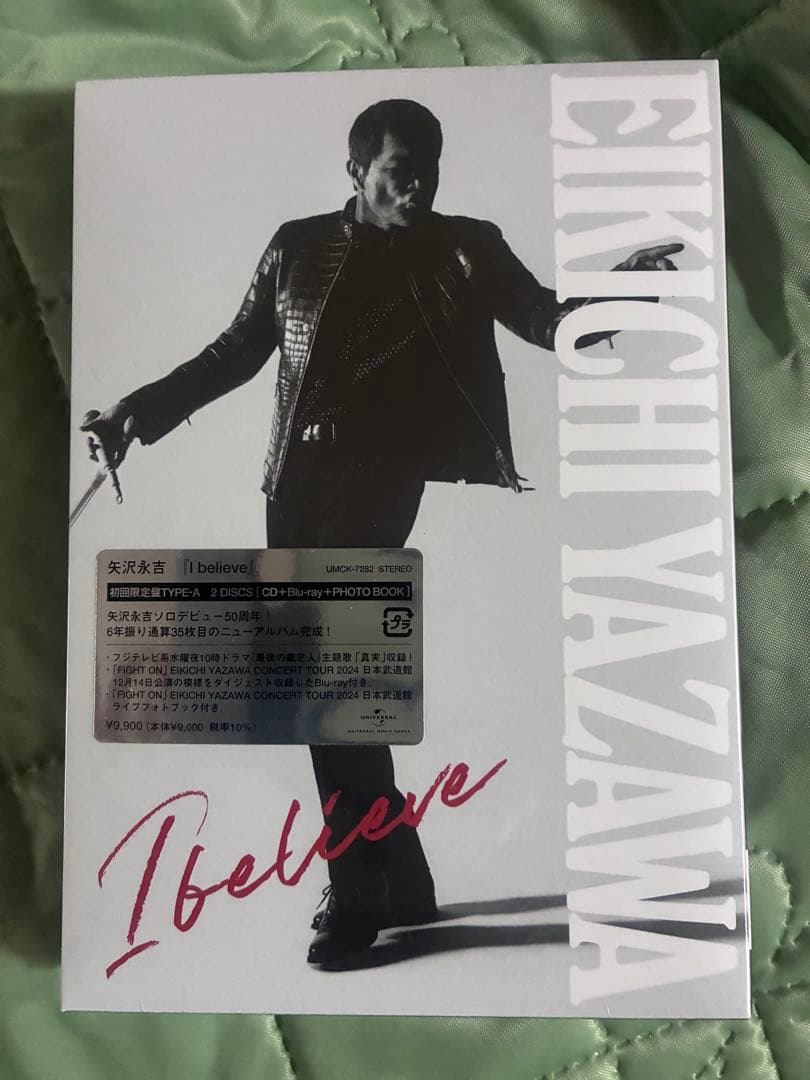 EIKICHI YAZAWA
矢沢永吉 『I believe』 UMCK-7282 STEREO
初回限定盤TYPE-A 2 DISCS [CD+Blu-ray+PHOTO BOOK]
矢沢永吉ソロデビュー50周年！
6年振り通算35枚目のニューアルバム完成！
プラ
・フジテレビ系水曜夜10時ドラマ「最後の鑑定人」主題歌「真実」収録！
・「FIGHT ON」EIKICHI YAZAWA CONCERT TOUR 2024 日本武道館
12月14日公演の模様をダイジェスト収録したBlu-ray付き。
・「FIGHT ON」EIKICHI YAZAWA CONCERT TOUR 2024 日本武道館
ライブフォトブック付き。
¥9,900(本体¥9,000 税率10%)
UNIVERSAL
UNIVERSAL MUSIC JAPAN
I believe